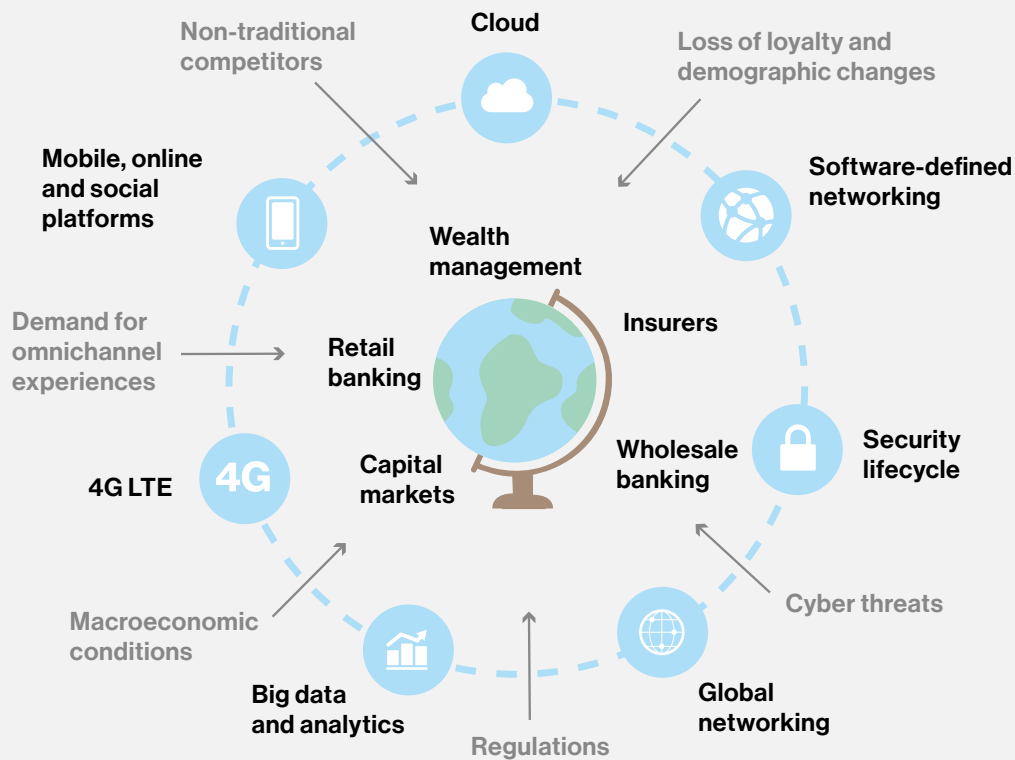 Cloud
Non-traditional
competitors
Loss of loyalty and
demographic changes
Mobile, online
and social
platforms
Software-defined
networking
Wealth
management
Demand for
omnichannel
experiences
Retail
banking
Insurers
4G LTE
4G
Capital
markets
Wholesale
banking
Security
lifecycle
Macroeconomic
conditions
Cyber threats
Big data
and analytics
Global
networking
Regulations